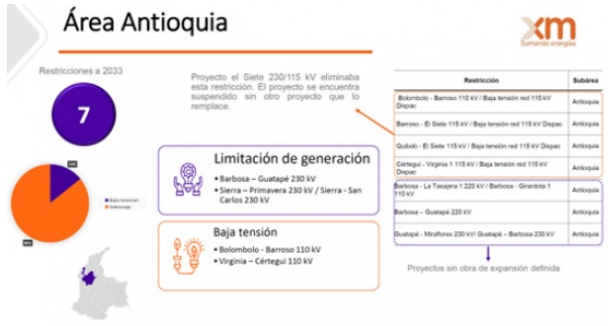 Área Antioquia
xm
Sumando energías
Restricciones a 2033
7
Proyecto el Siete 230/115 kV eliminaba
esta restricción. El proyecto se encuentra
suspendido sin otro proyecto que lo
remplace.
Limitación de generación
• Barbosa – Guatapé 230 kV
• Sierra – Primavera 230 kV / Sierra - San
Carlos 230 kV
Baja tensión
• Bolombolo - Barroso 110 kV
• Virginia – Cértegui 110 kV
Restricción Subárea
Bolombolo - Barroso 110 kV / Baja tensión red 115 kV
Dispac Antioquia
Barroso - El Siete 115 kV / Baja tensión red 115 kV Dispac Antioquia
Quibdó - El Siete 115 kV / Baja tensión red 115 kV Dispac Antioquia
Cértegui - Virginia 1 115 kV / Baja tensión red 115 kV
Dispac Antioquia
Barbosa - La Tasajera 1 220 kV / Barbosa - Girardota 1
110 kV Antioquia
Barbosa – Guatapé 220 kV Antioquia
Guatapé - Miraflores 230 kV/ Guatapé – Barbosa 230 kV Antioquia
Proyectos sin obra de expansión definida